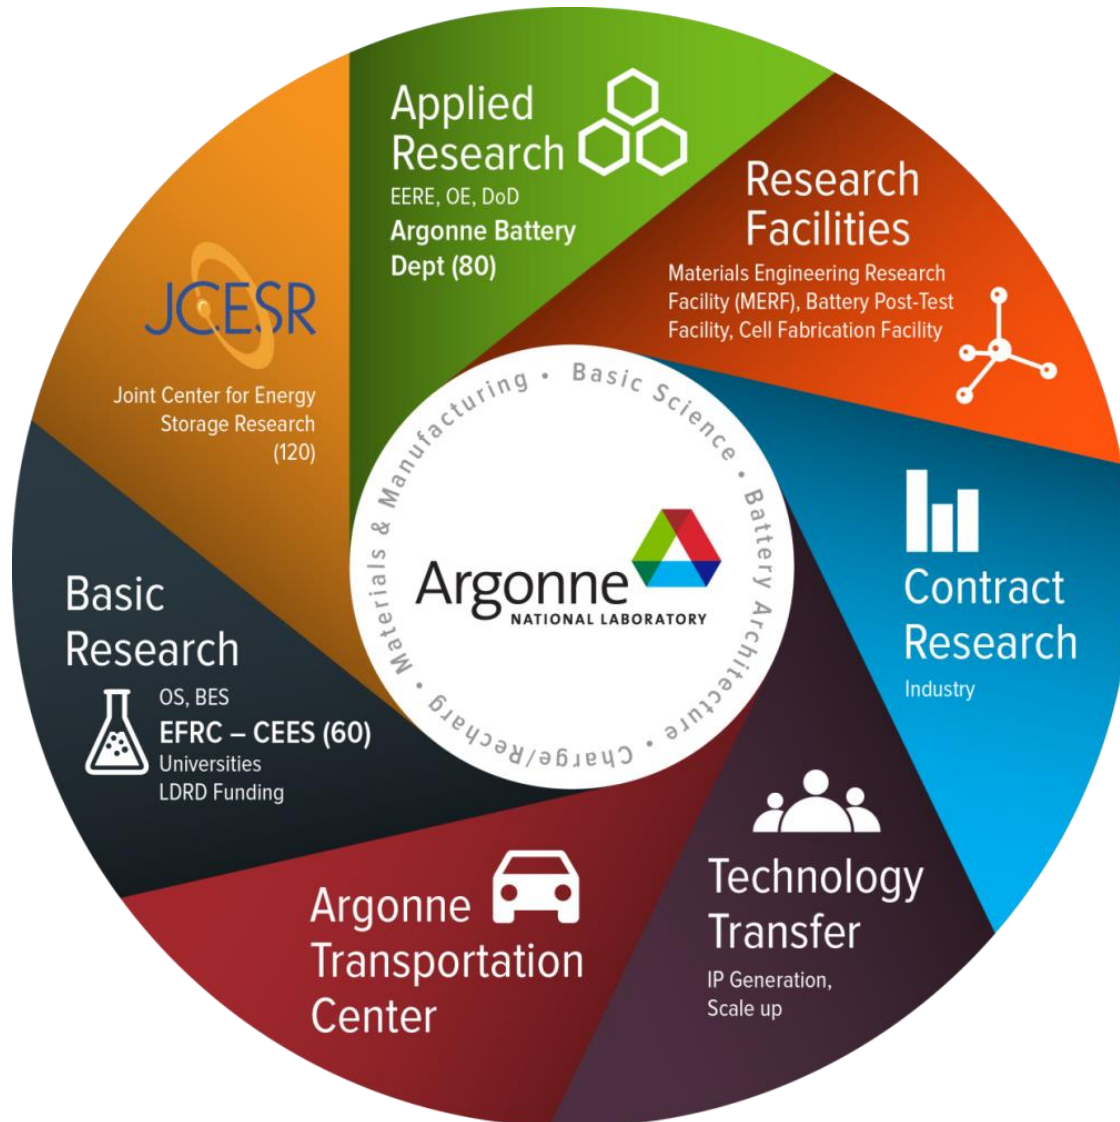 Applied
Research
EERE, OE, DoD
Argonne Battery
Dept (80)
Research
Facilities
Materials Engineering Research
Facility (MERF), Battery Post-Test
Facility, Cell Fabrication Facility
Contract
Research
Industry
Technology
Transfer
IP Generation,
Scale up
Argonne
Transportation
Center
Basic
Research
OS, BES
EFRC – CEES (60)
Universities
LDRD Funding
JCESR
Joint Center for Energy
Storage Research
(120)
Basic Science • Battery Architecture • Charge/Recharg • Materials & Manufacturing •
Argonne
NATIONAL LABORATORY